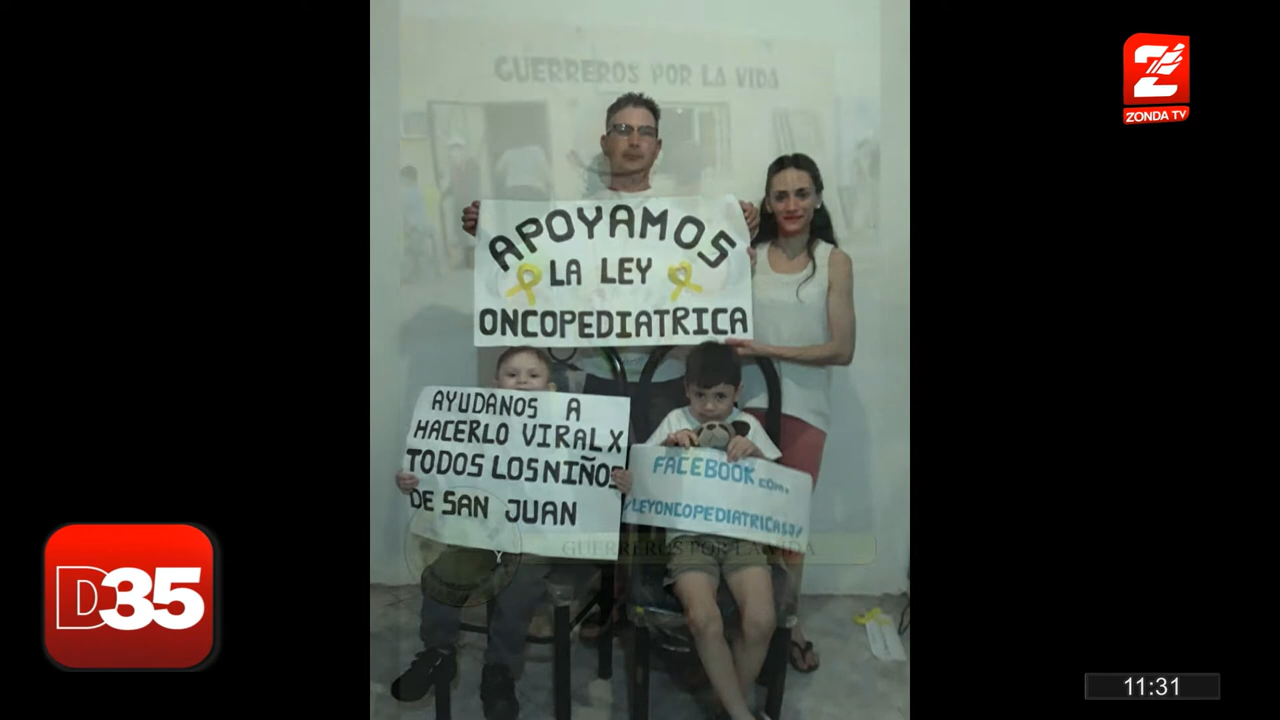 GUERREROS POR LA VIDA
Z
ZONDA TV
APOYAMOS
LA LEY
ONCOPEDIATRICA
AYUDANOS A
HACERLO VIRAL X
TODOS LOS NIÑOS
DE SAN JUAN
FACEBOOK.COM.
/LEYONCOPEDIATRICASJ/
GUERREROS POR LA VIDA
D35
11:31